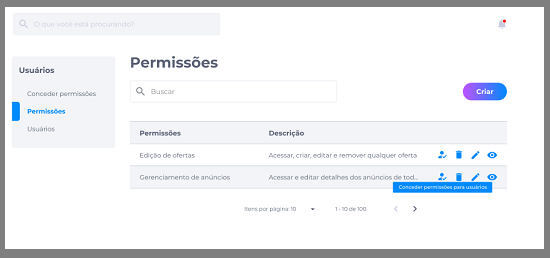 O que você está procurando?
Usuários
Conceder permissões
Permissões
Usuários
Permissões
Buscar
Criar
Permissões Descrição
Edição de ofertas Acessar, criar, editar e remover qualquer oferta
Gerenciamento de anúncios Acessar e editar detalhes dos anúncios de tod...
Conceder permissões para usuários
Itens por página: 10 1 - 10 de 100